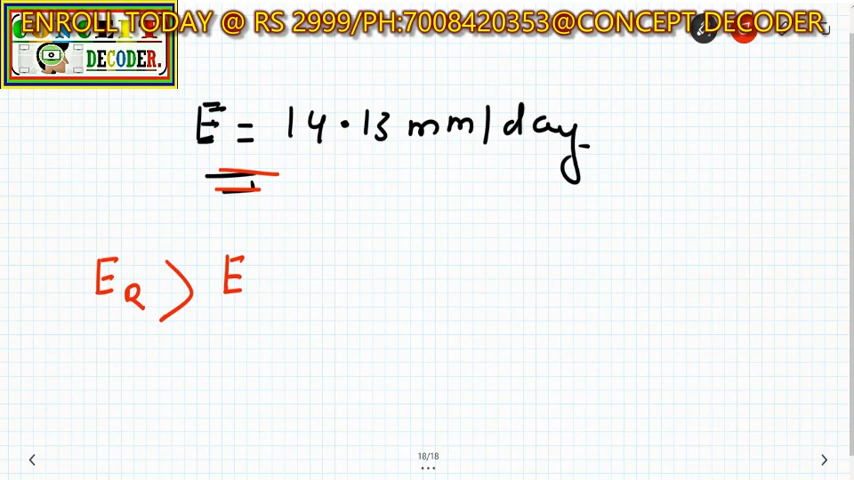 ENROLL TODAY @ RS 2999/PH:7008420353@CONCEPT DECODER.
DECODER.
E = 14.13 mm/day
E_R > E
18/18